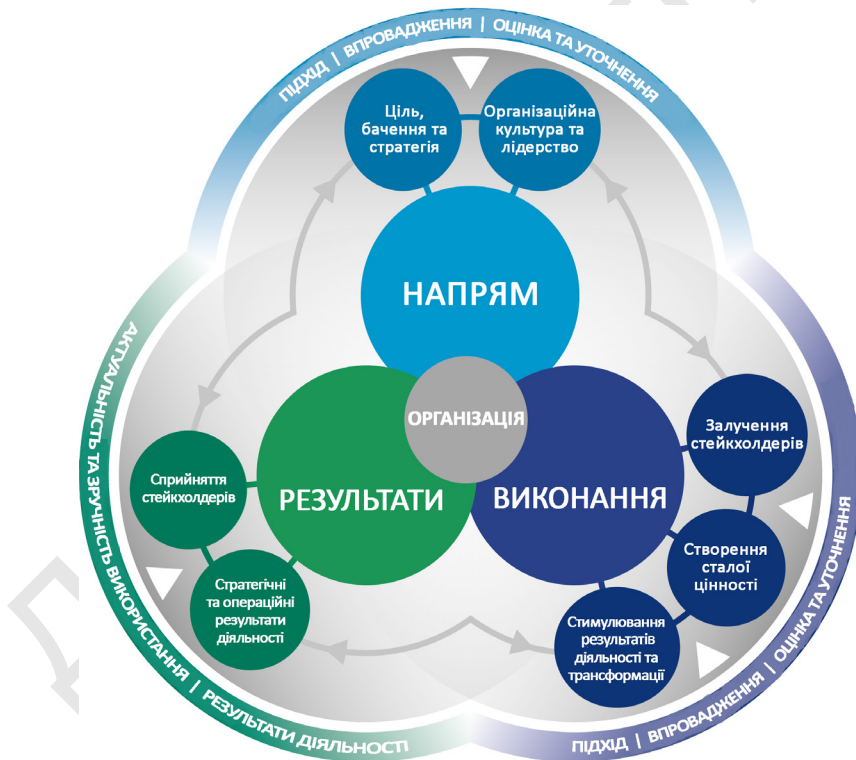 ПІДХІД | ВПРОВАДЖЕННЯ | ОЦІНКА ТА УТОЧНЕННЯ
Ціль,
бачення та
стратегія
Організаційна
культура та
лідерство
НАПРЯМ
ОРГАНІЗАЦІЯ
РЕЗУЛЬТАТИ
ВИКОНАННЯ
Сприйняття
стейкхолдерів
Стратегічні
та операційні
результати
діяльності
Залучення
стейкхолдерів
Створення
сталої
цінності
Стимулювання
результатів
діяльності та
трансформації
АКТУАЛЬНІСТЬ ТА ЗРУЧНІСТЬ ВИКОРИСТАННЯ | РЕЗУЛЬТАТИ ДІЯЛЬНОСТІ
ПІДХІД | ВПРОВАДЖЕННЯ | ОЦІНКА ТА УТОЧНЕННЯ